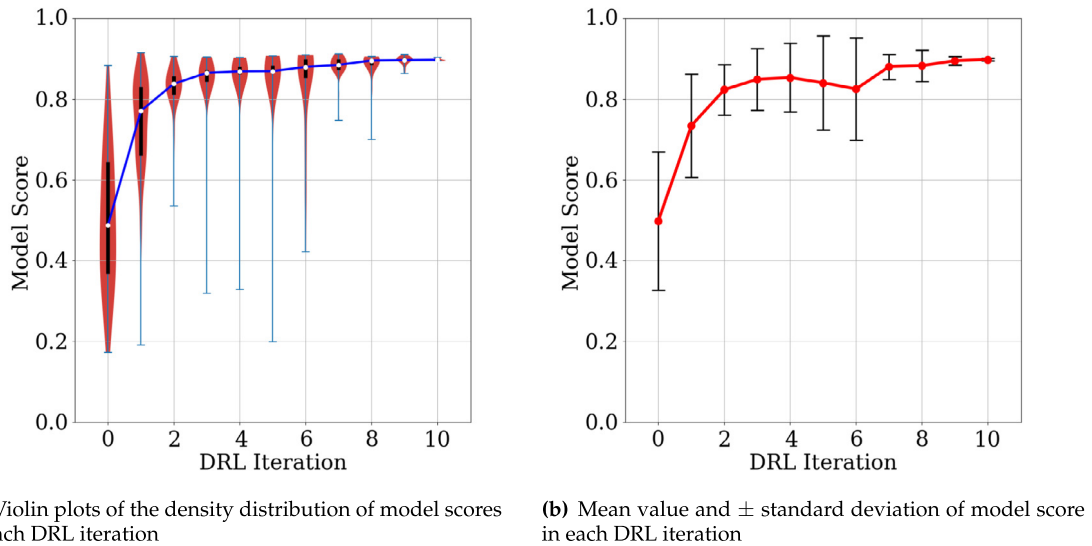 1.0
0.8
0.6
0.4
0.2
0.0
Model Score
0 2 4 6 8 10
DRL Iteration
Violin plots of the density distribution of model scores
DRL iteration
1.0
0.8
0.6
0.4
0.2
0.0
Model Score
0 2 4 6 8 10
DRL Iteration
(b) Mean value and ± standard deviation of model score
in each DRL iteration